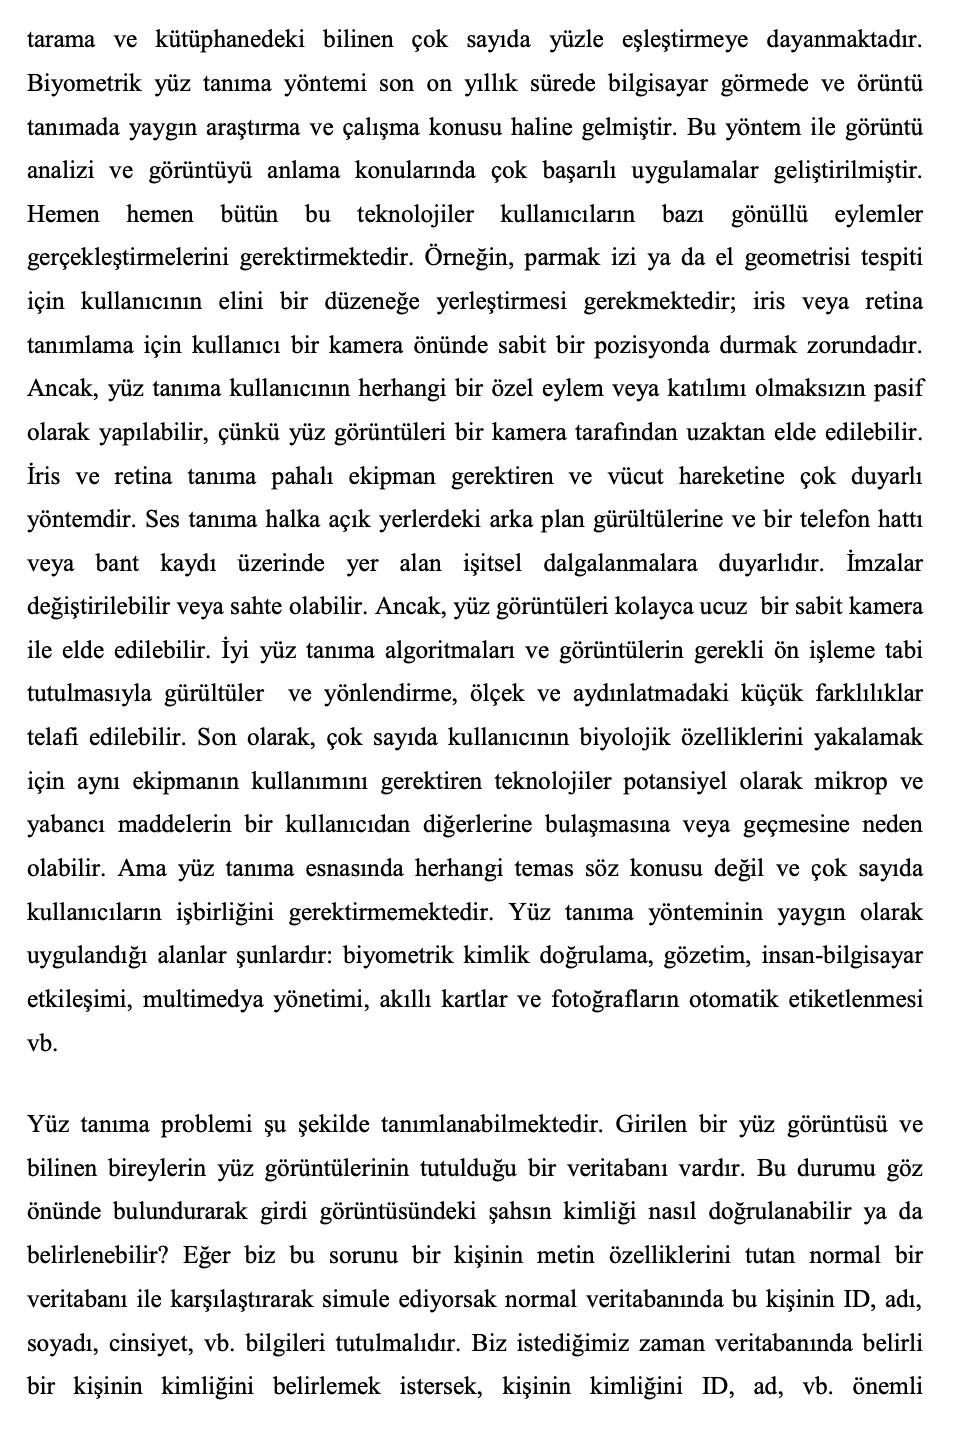 tarama ve kütüphanedeki bilinen çok sayıda yüzle eşleştirmeye dayanmaktadır.
Biyometrik yüz tanıma yöntemi son on yıllık sürede bilgisayar görmede ve örüntü
tanımada yaygın araştırma ve çalışma konusu haline gelmiştir. Bu yöntem ile görüntü
analizi ve görüntüyü anlama konularında çok başarılı uygulamalar geliştirilmiştir.
Hemen hemen bütün bu teknolojiler kullanıcıların bazı gönüllü eylemler
gerçekleştirmelerini gerektirmektedir. Örneğin, parmak izi ya da el geometrisi tespiti
için kullanıcının elini bir düzeneğe yerleştirmesi gerekmektedir; iris veya retina
tanımlama için kullanıcı bir kamera önünde sabit bir pozisyonda durmak zorundadır.
Ancak, yüz tanıma kullanıcının herhangi bir özel eylem veya katılımı olmaksızın pasif
olarak yapılabilir, çünkü yüz görüntüleri bir kamera tarafından uzaktan elde edilebilir.
İris ve retina tanıma pahalı ekipman gerektiren ve vücut hareketine çok duyarlı
yöntemdir. Ses tanıma halka açık yerlerdeki arka plan gürültülerine ve bir telefon hattı
veya bant kaydı üzerinde yer alan işitsel dalgalanmalara duyarlıdır. İmzalar
değiştirilebilir veya sahte olabilir. Ancak, yüz görüntüleri kolayca ucuz  bir sabit kamera
ile elde edilebilir. İyi yüz tanıma algoritmaları ve görüntülerin gerekli ön işleme tabi
tutulmasıyla gürültüler  ve yönlendirme, ölçek ve aydınlatmadaki küçük farklılıklar
telafi edilebilir. Son olarak, çok sayıda kullanıcının biyolojik özelliklerini yakalamak
için aynı ekipmanın kullanımını gerektiren teknolojiler potansiyel olarak mikrop ve
yabancı maddelerin bir kullanıcıdan diğerlerine bulaşmasına veya geçmesine neden
olabilir. Ama yüz tanıma esnasında herhangi temas söz konusu değil ve çok sayıda
kullanıcıların işbirliğini gerektirmemektedir. Yüz tanıma yönteminin yaygın olarak
uygulandığı alanlar şunlardır: biyometrik kimlik doğrulama, gözetim, insan-bilgisayar
etkileşimi, multimedya yönetimi, akıllı kartlar ve fotoğrafların otomatik etiketlenmesi
vb.
Yüz tanıma problemi şu şekilde tanımlanabilmektedir. Girilen bir yüz görüntüsü ve
bilinen bireylerin yüz görüntülerinin tutulduğu bir veritabanı vardır. Bu durumu göz
önünde bulundurarak girdi görüntüsündeki şahsın kimliği nasıl doğrulanabilir ya da
belirlenebilir? Eğer biz bu sorunu bir kişinin metin özelliklerini tutan normal bir
veritabanı ile karşılaştırarak simule ediyorsak normal veritabanında bu kişinin ID, adı,
soyadı, cinsiyet, vb. bilgileri tutulmalıdır. Biz istediğimiz zaman veritabanında belirli
bir kişinin kimliğini belirlemek istersek, kişinin kimliğini ID, ad, vb. önemli